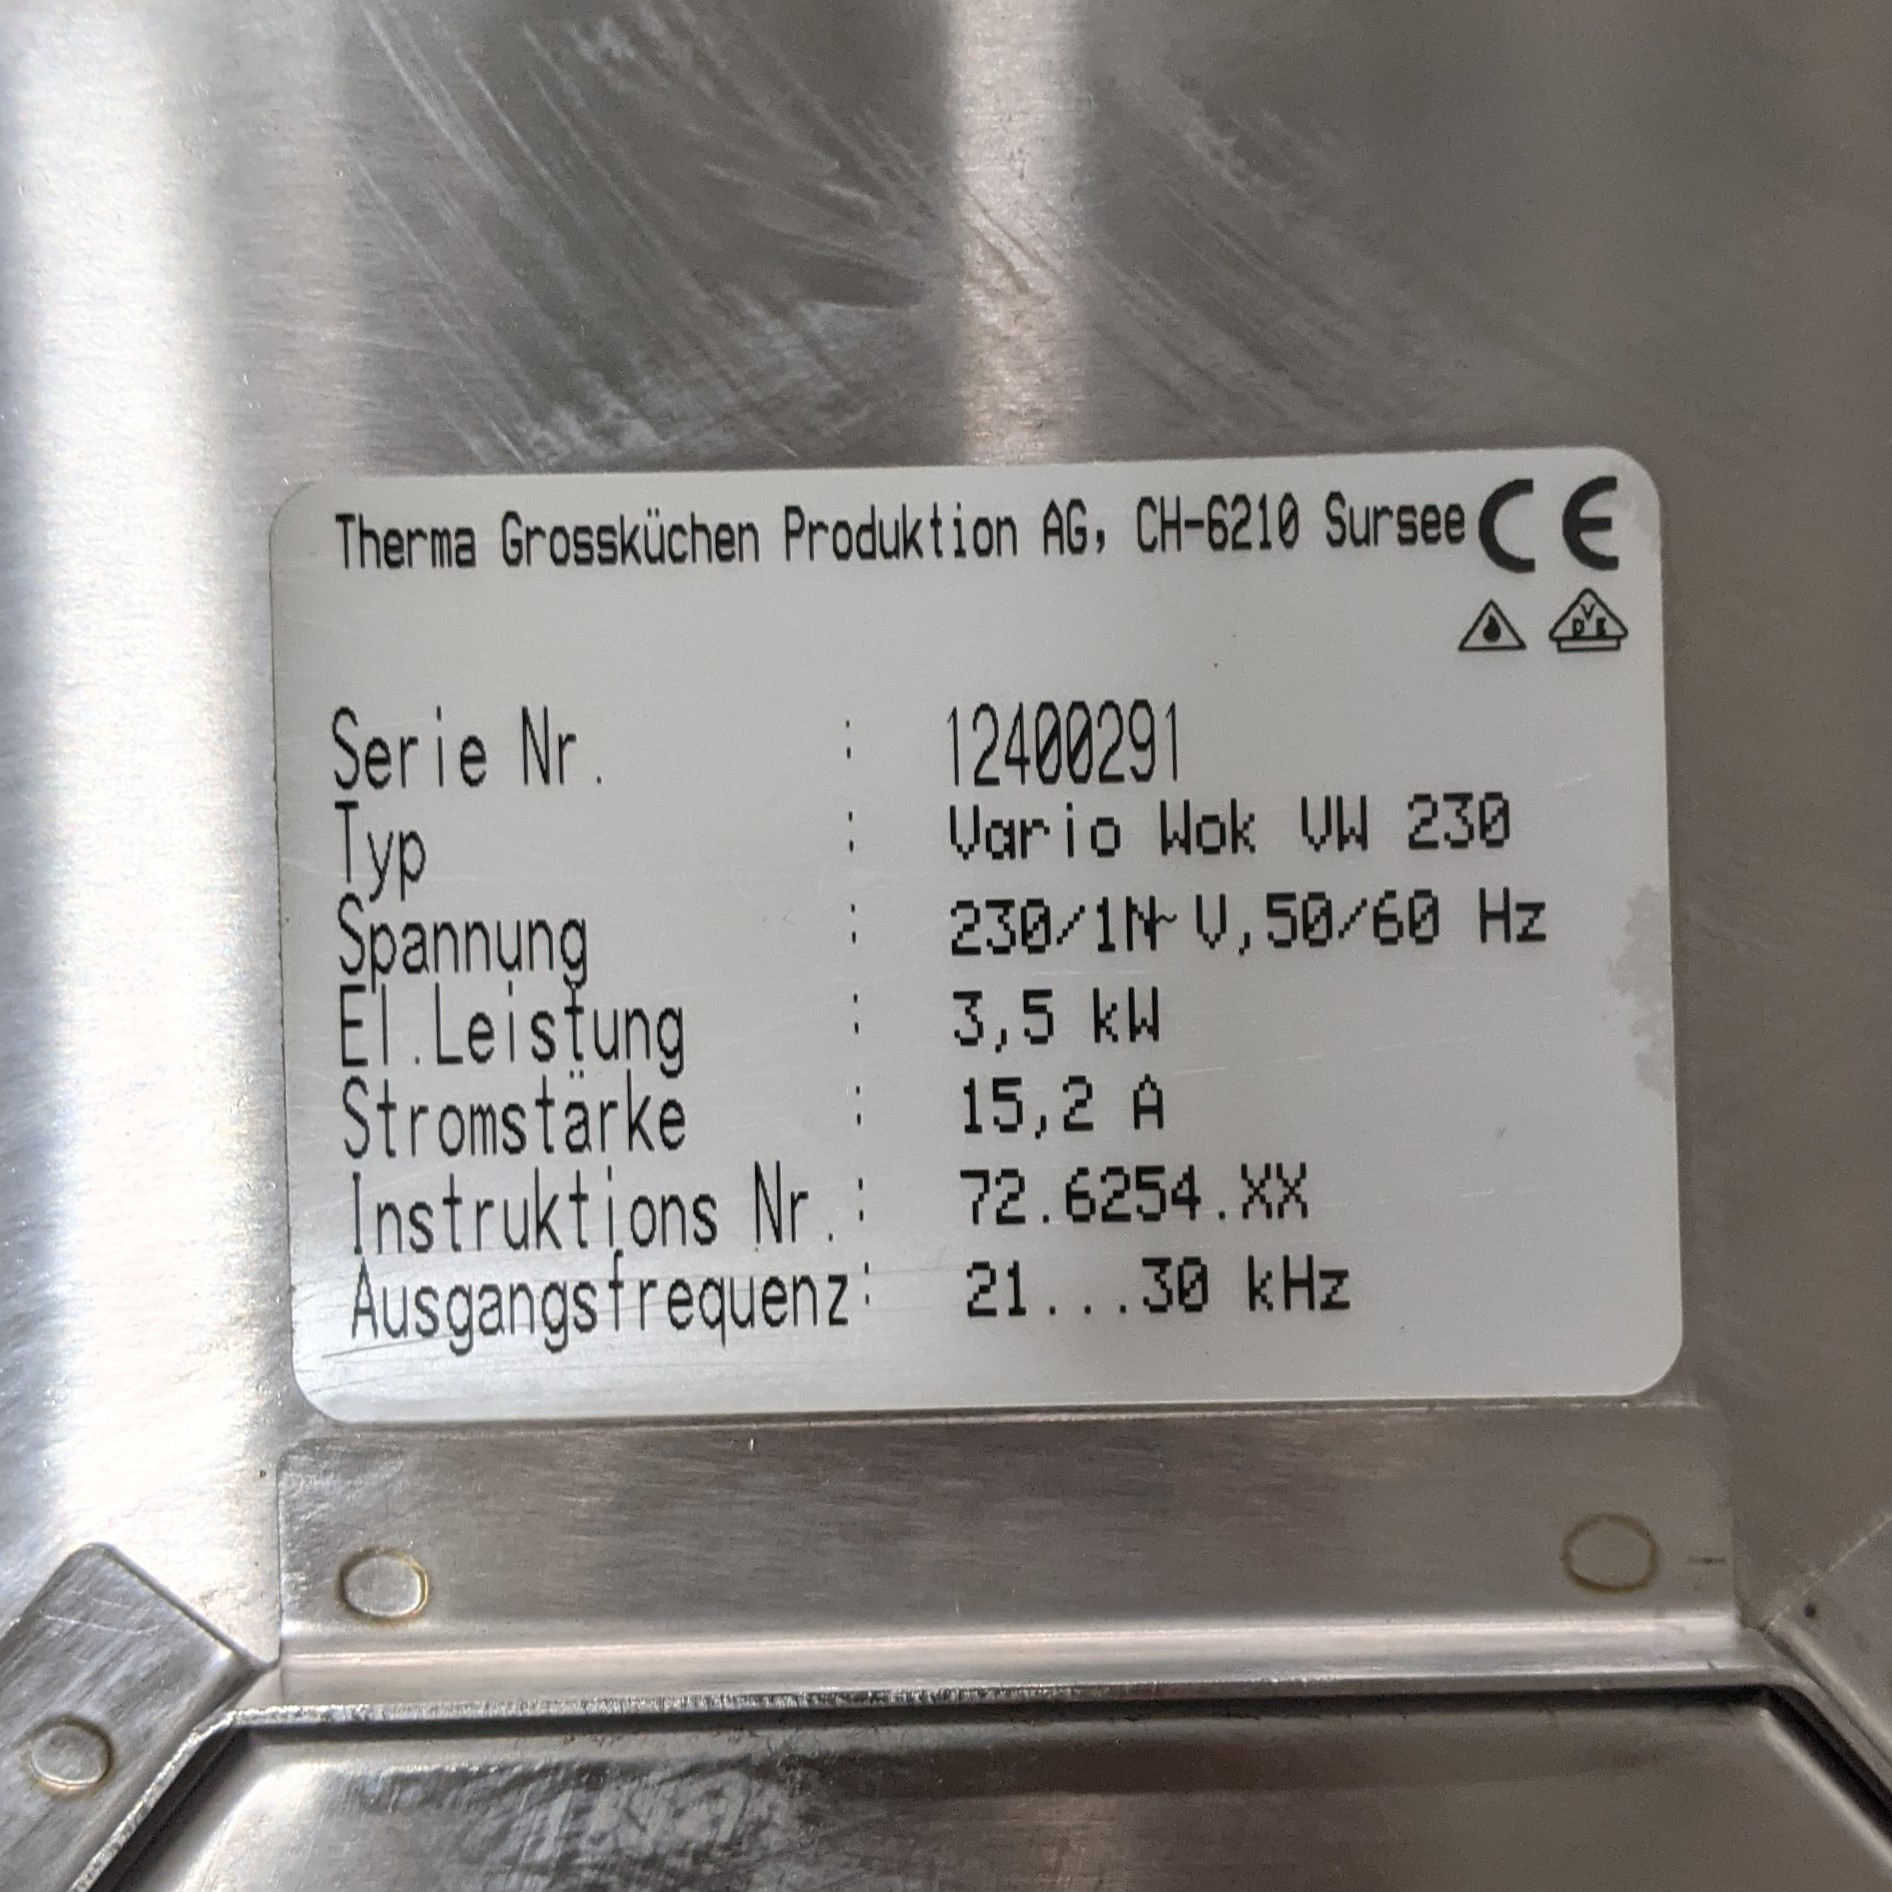 Therma Grossküchen Produktion AG, CH-6210 Sursee CE
VDE
Serie Nr. : 12400291
Typ : Vario Wok VW 230
Spannung : 230/1N~ V,50/60 Hz
El.Leistung : 3,5 kW
Stromstärke : 15,2 A
Instruktions Nr.: 72.6254.XX
Ausgangsfrequenz: 21...30 kHz